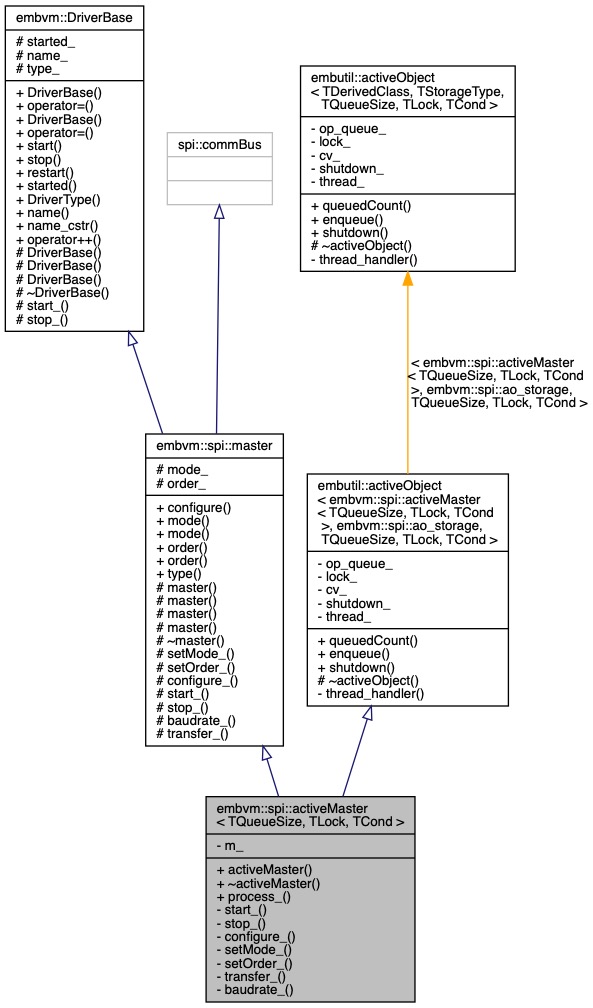 embvm::DriverBase
# started_
# name_
# type_
+ DriverBase()
+ operator=()
+ DriverBase()
+ operator=()
+ start()
+ stop()
+ restart()
+ started()
+ DriverType()
+ name()
+ name_cstr()
+ operator++()
# DriverBase()
# DriverBase()
# DriverBase()
# ~DriverBase()
# start_()
# stop_()
spi::commBus
embutil::activeObject
< TDerivedClass, TStorageType,
TQueueSize, TLock, TCond >
- op_queue_
- lock_
- cv_
- shutdown_
- thread_
+ queuedCount()
+ enqueue()
+ shutdown()
# ~activeObject()
- thread_handler()
< embvm::spi::activeMaster
< TQueueSize, TLock, TCond
>, embvm::spi::ao_storage,
TQueueSize, TLock, TCond >
embvm::spi::master
# mode_
# order_
+ configure()
+ mode()
+ mode()
+ order()
+ order()
+ type()
# master()
# master()
# master()
# master()
# ~master()
# setMode_()
# setOrder_()
# configure_()
# start_()
# stop_()
# baudrate_()
# transfer_()
embutil::activeObject
< embvm::spi::activeMaster
< TQueueSize, TLock, TCond
>, embvm::spi::ao_storage,
TQueueSize, TLock, TCond >
- op_queue_
- lock_
- cv_
- shutdown_
- thread_
+ queuedCount()
+ enqueue()
+ shutdown()
# ~activeObject()
- thread_handler()
embvm::spi::activeMaster
< TQueueSize, TLock, TCond >
- m_
+ activeMaster()
+ ~activeMaster()
+ process_()
- start_()
- stop_()
- configure_()
- setMode_()
- setOrder_()
- transfer_()
- baudrate_()